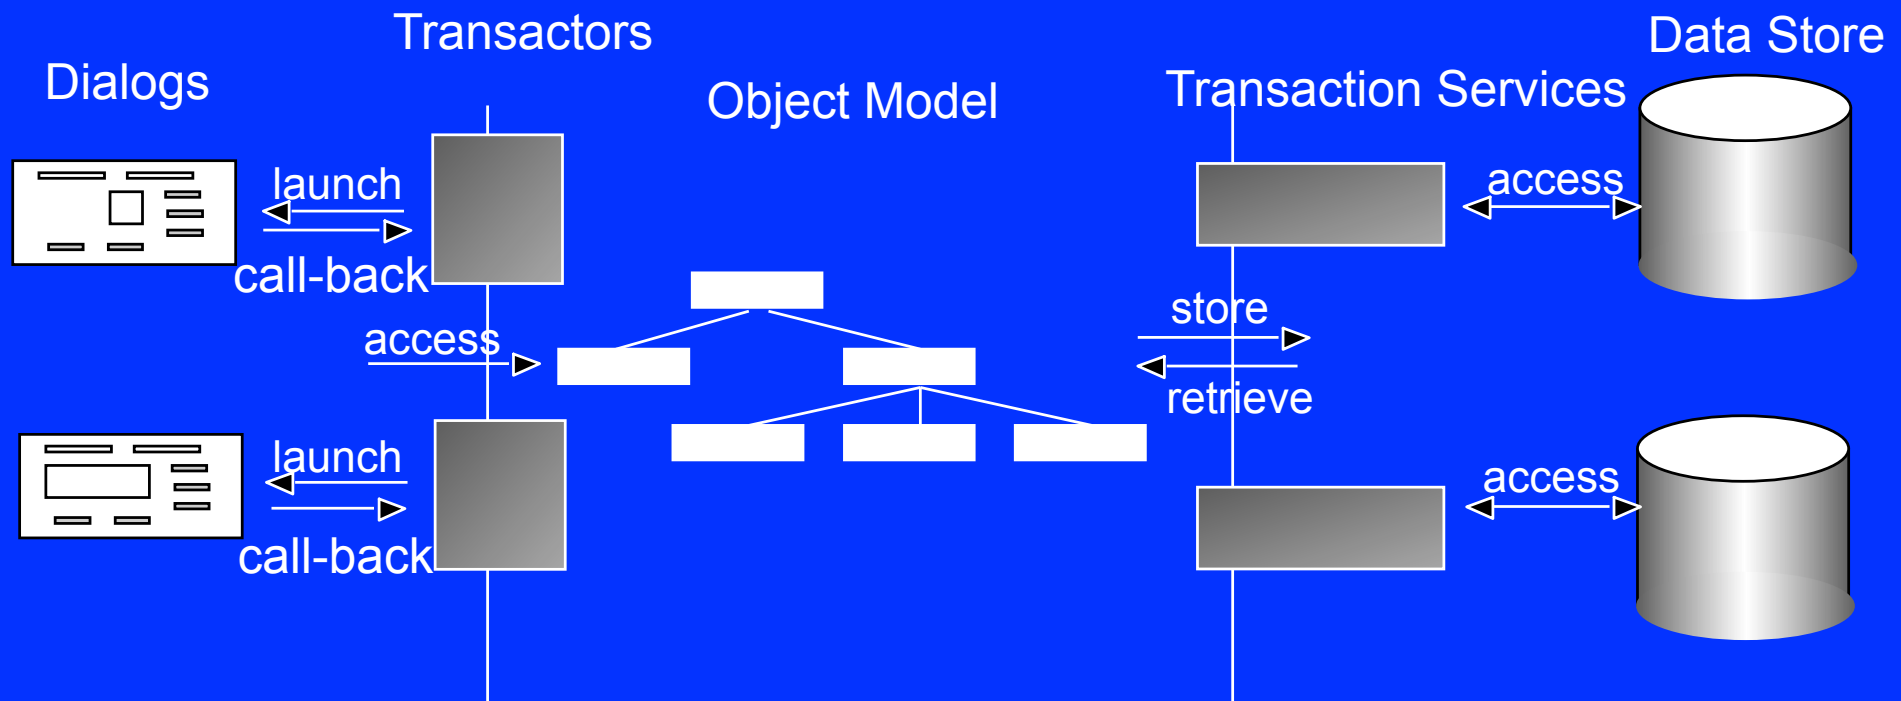 Transactors
Data Store
Dialogs
Object Model
Transaction Services
launch
call-back
access
launch
call-back
store
retrieve
access
access